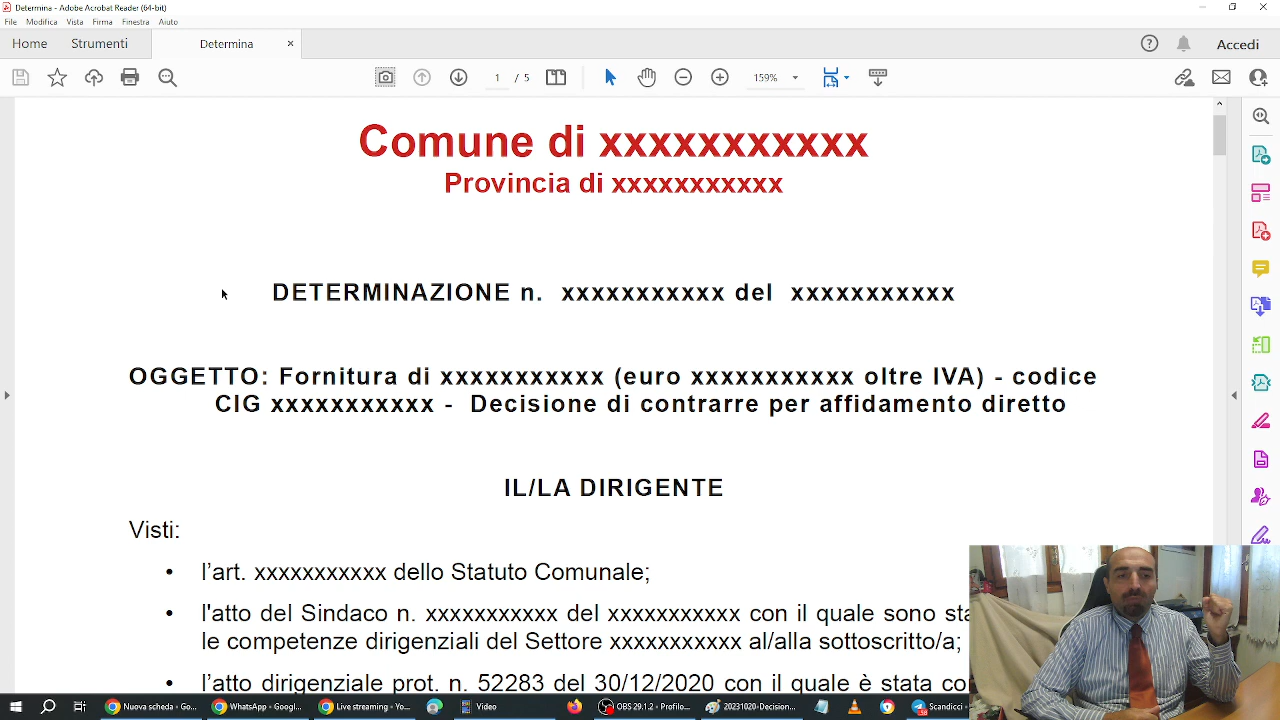 Determina - Adobe Acrobat Reader (64-bit)
File Modifica Vista Firma Finestra Aiuto
Home Strumenti Determina × Accedi
1 / 5 159%
Comune di xxxxxxxxxxx
Provincia di xxxxxxxxxxx
DETERMINAZIONE n. xxxxxxxxxxx del xxxxxxxxxxx
OGGETTO: Fornitura di xxxxxxxxxxx (euro xxxxxxxxxxx oltre IVA) - codice
CIG xxxxxxxxxxx - Decisione di contrarre per affidamento diretto
IL/LA DIRIGENTE
Visti:
• l'art. xxxxxxxxxxx dello Statuto Comunale;
• l'atto del Sindaco n. xxxxxxxxxxx del xxxxxxxxxxx con il quale sono sta
le competenze dirigenziali del Settore xxxxxxxxxxx al/alla sottoscritto/a;
• l'atto dirigenziale prot. n. 52283 del 30/12/2020 con il quale è stata co
Nuova scheda - Go... WhatsApp - Googl... Live streaming - Yo... Video OBS 29.1.2 - Profilo... 20231020-Decision... (candicci